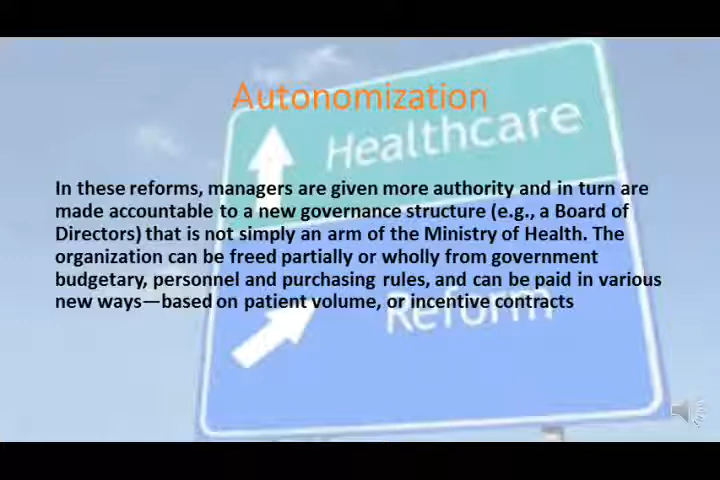 Autonomization
Healthcare
In these reforms, managers are given more authority and in turn are
made accountable to a new governance structure (e.g., a Board of
Directors) that is not simply an arm of the Ministry of Health. The
organization can be freed partially or wholly from government
budgetary, personnel and purchasing rules, and can be paid in various
new ways—based on patient volume, or incentive contracts
Reform